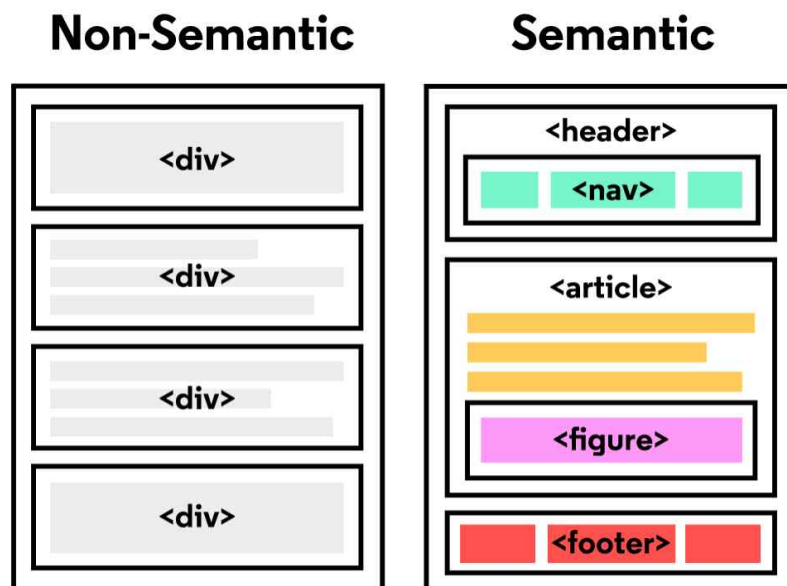 Non-Semantic
<div>
<div>
<div>
<div>
Semantic
<header>
<nav>
<article>
<figure>
<footer>